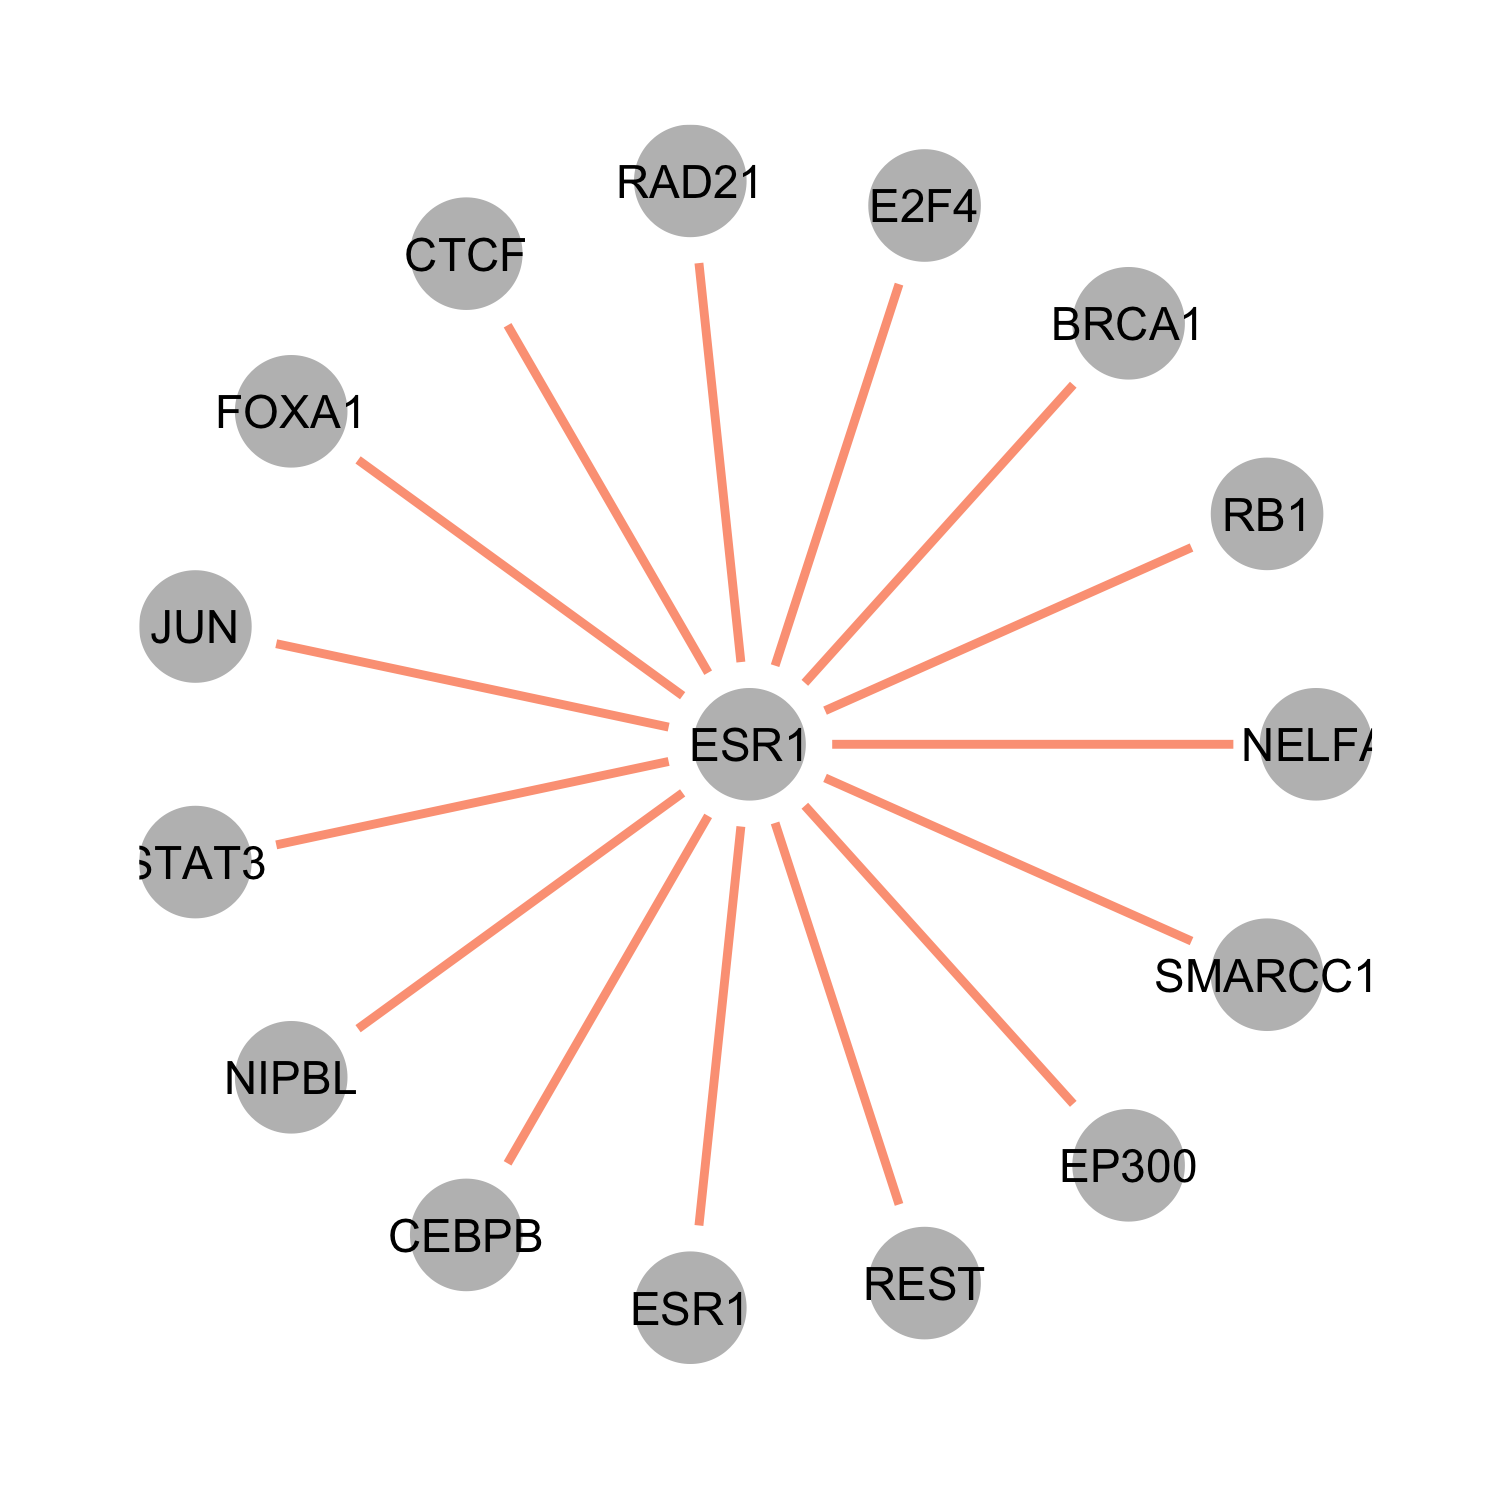 RAD21
E2F4
CTCF
BRCA1
FOXA1
RB1
JUN
ESR1
NELFA
STAT3
SMARCC1
NIPBL
EP300
CEBPB
REST
ESR1